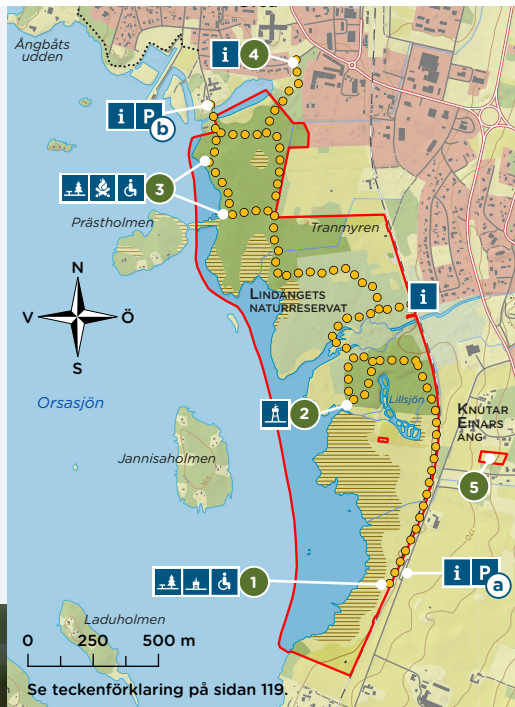 Ångbåts
udden
i 4
i P
b
3
Prästholmen
Tranmyren
N
V Ö
S
Lindängets
naturreservat
i
Orsasjön
2
Lillsjön
Knutar
Einars
äng
Jannisaholmen
5
1
i P
a
Laduholmen
0 250 500 m
Se teckenförklaring på sidan 119.